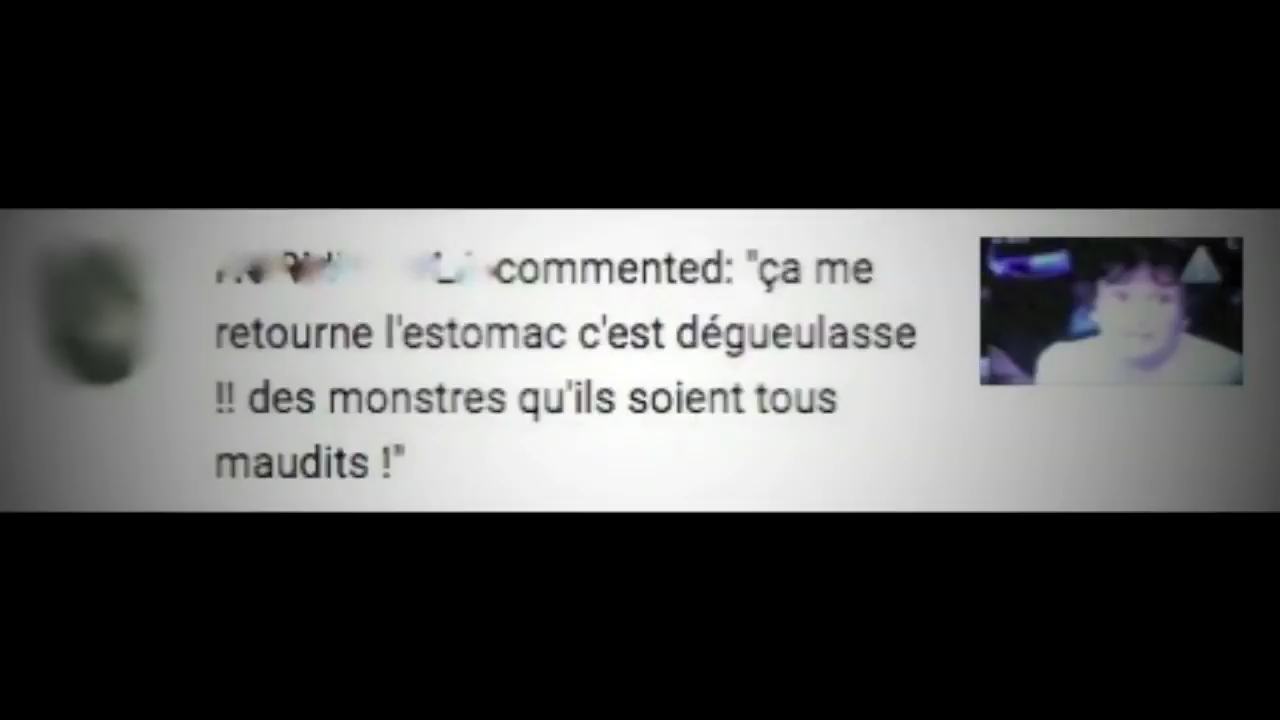 commented: "ça me
retourne l'estomac c'est dégueulasse
!! des monstres qu'ils soient tous
maudits !"